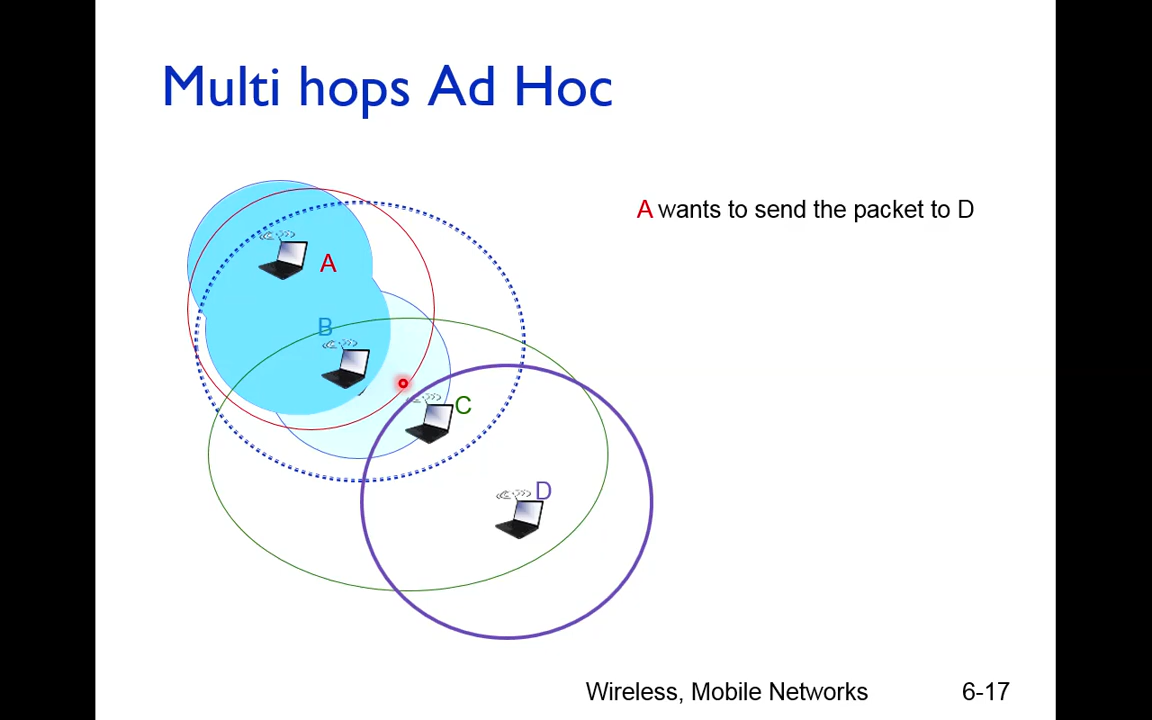 Multi hops Ad Hoc
A wants to send the packet to D
A
B
C
D
Wireless, Mobile Networks 6-17